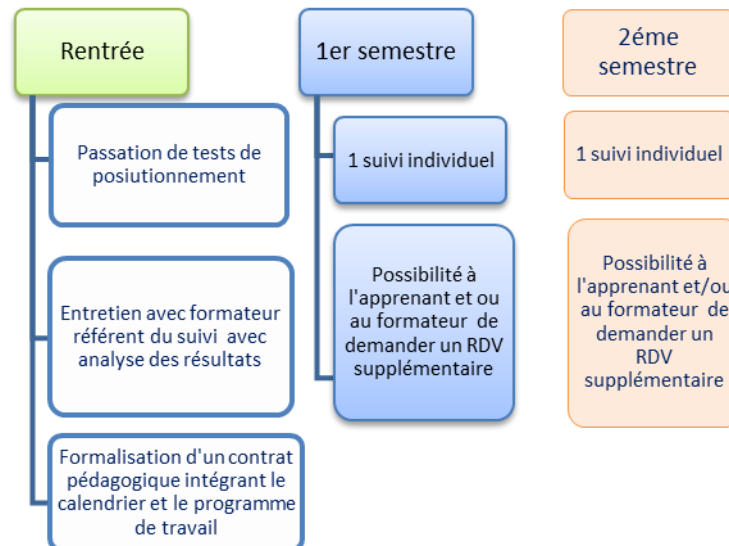 Rentrée
Passation de tests de
posiutionnement
Entretien avec formateur
référent du suivi avec
analyse des résultats
Formalisation d'un contrat
pédagogique intégrant le
calendrier et le programme
de travail
1er semestre
1 suivi individuel
Possibilité à
l'apprenant et ou
au formateur de
demander un RDV
supplémentaire
2éme
semestre
1 suivi individuel
Possibilité à
l'apprenant et/ou
au formateur de
demander un
RDV
supplémentaire